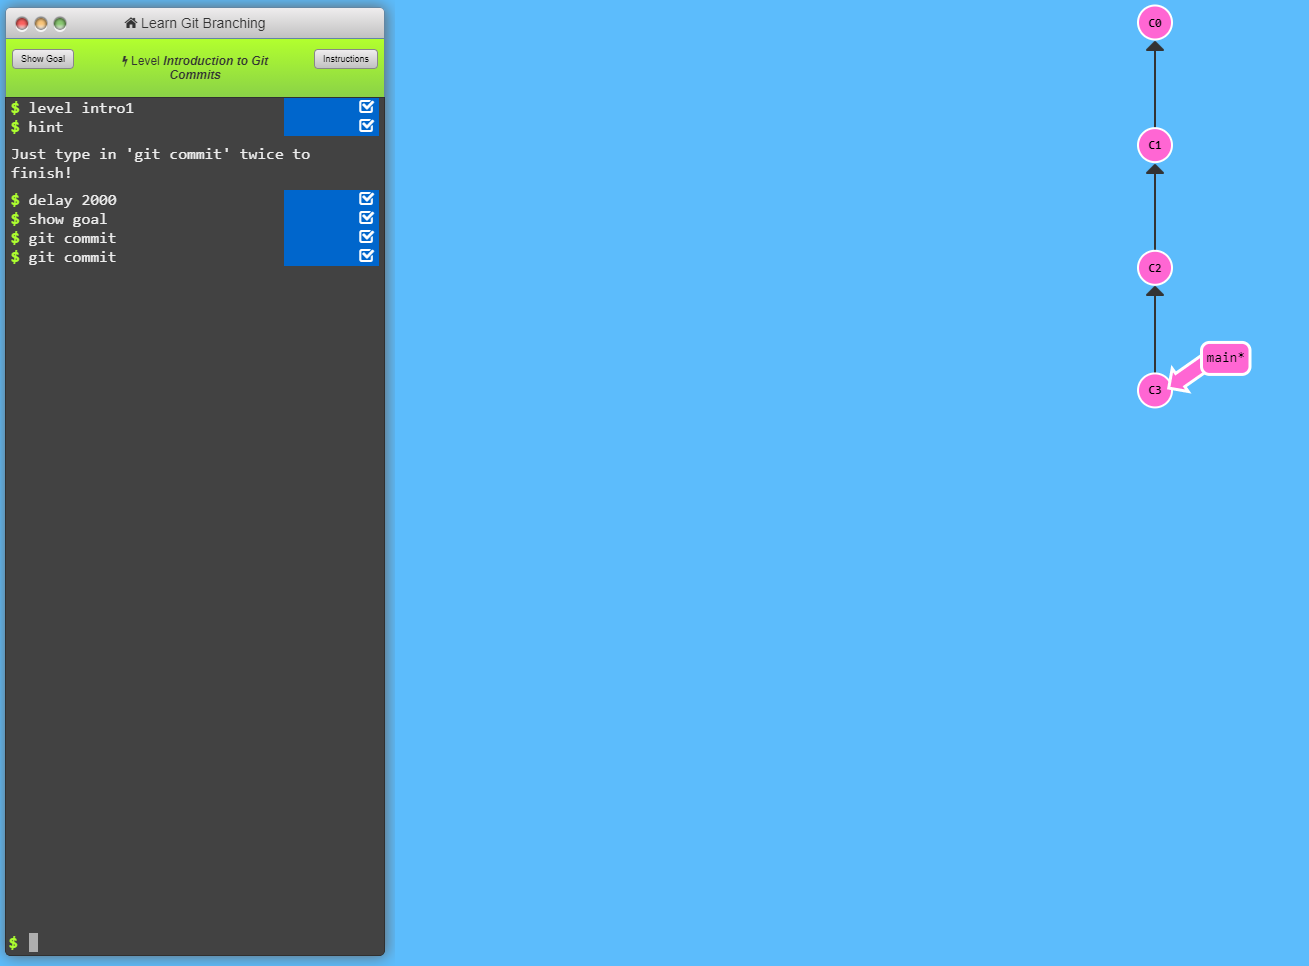 Learn Git Branching
Show Goal
Level Introduction to Git
Commits
Instructions
$ level intro1
$ hint
Just type in 'git commit' twice to
finish!
$ delay 2000
$ show goal
$ git commit
$ git commit
$
C0
C1
C2
main*
C3